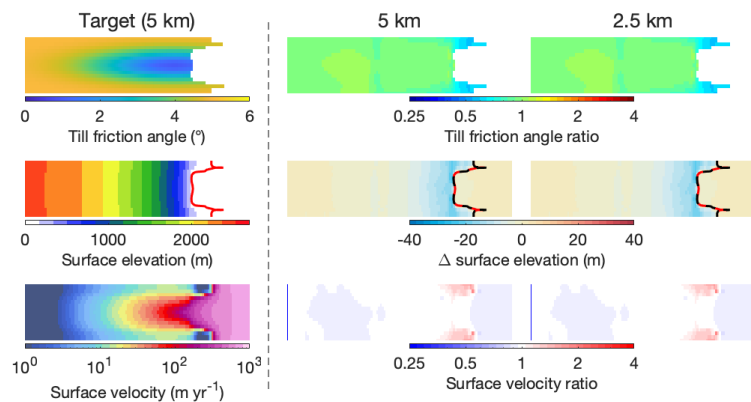 Target (5 km)
5 km
2.5 km
0 2 4 6
Till friction angle (°)
0.25 0.5 1 2 4
Till friction angle ratio
0 1000 2000
Surface elevation (m)
-40 -20 0 20 40
Δ surface elevation (m)
10⁰ 10¹ 10² 10³
Surface velocity (m yr⁻¹)
0.25 0.5 1 2 4
Surface velocity ratio